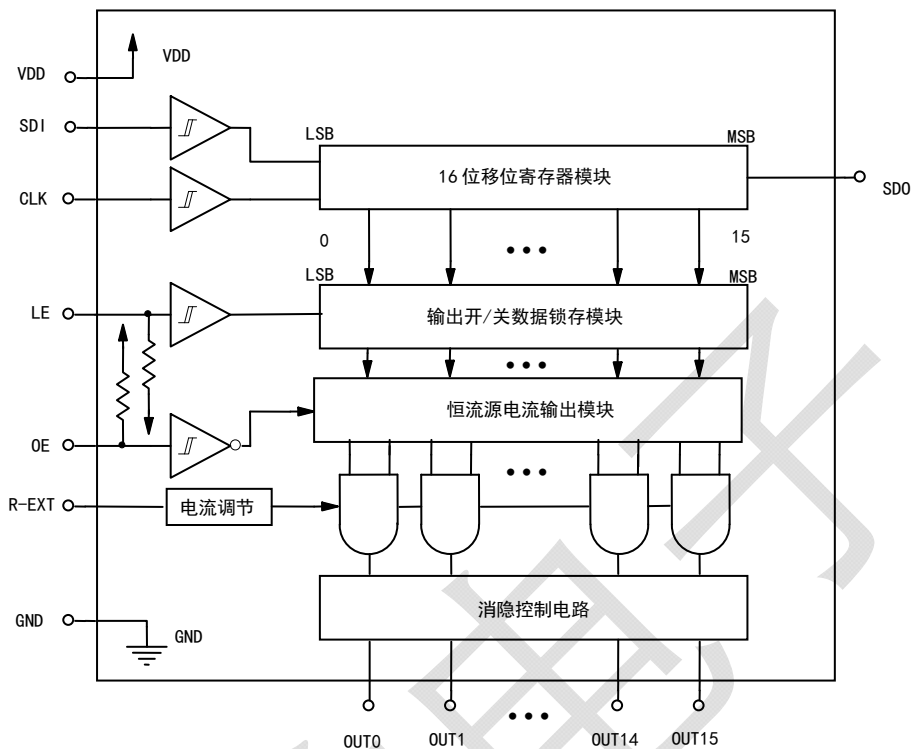 VDD
VDD
SDI
LSB
MSB
16位移位寄存器模块
SDO
CLK
0
•••
15
LSB
MSB
LE
输出开/关数据锁存模块
•••
恒流源电流输出模块
OE
•••
R-EXT
电流调节
消隐控制电路
GND
GND
•••
OUT0
OUT1
OUT14
OUT15